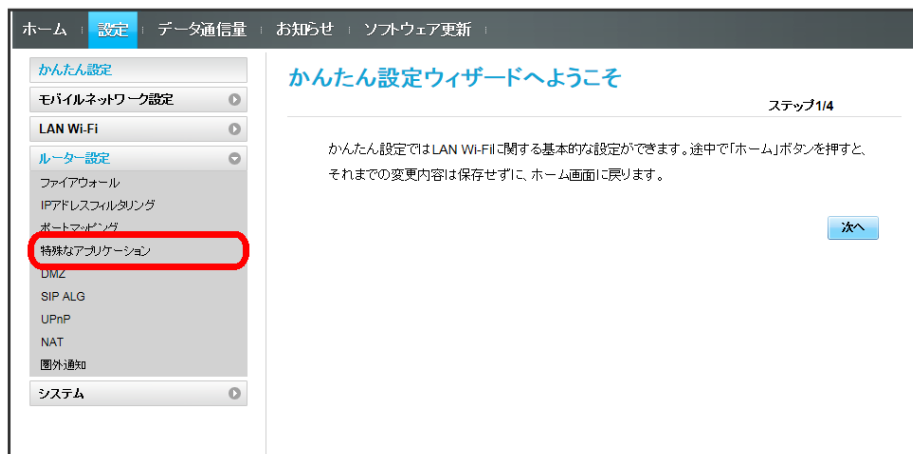 ホーム 設定 データ通信量 お知らせ ソフトウェア更新
かんたん設定
モバイルネットワーク設定
LAN Wi-Fi
ルーター設定
ファイアウォール
IPアドレスフィルタリング
ポートマッピング
特殊なアプリケーション
DMZ
SIP ALG
UPnP
NAT
圏外通知
システム
かんたん設定ウィザードへようこそ
ステップ1/4
かんたん設定ではLAN Wi-Fiに関する基本的な設定ができます。途中で「ホーム」ボタンを押すと、
それまでの変更内容は保存せずに、ホーム画面に戻ります。
次へ